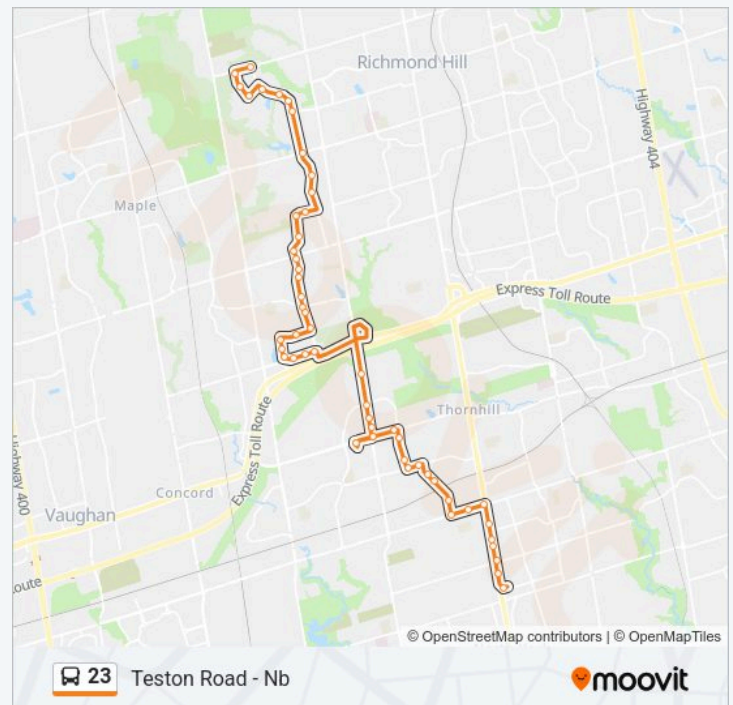 Richmond Hill
Highway 404
Maple
Express Toll Route
Thornhill
Express Toll Route
Highway 400
Concord
Vaughan
oute
© OpenStreetMap contributors | © OpenMapTiles
23 Teston Road - Nb
moovit